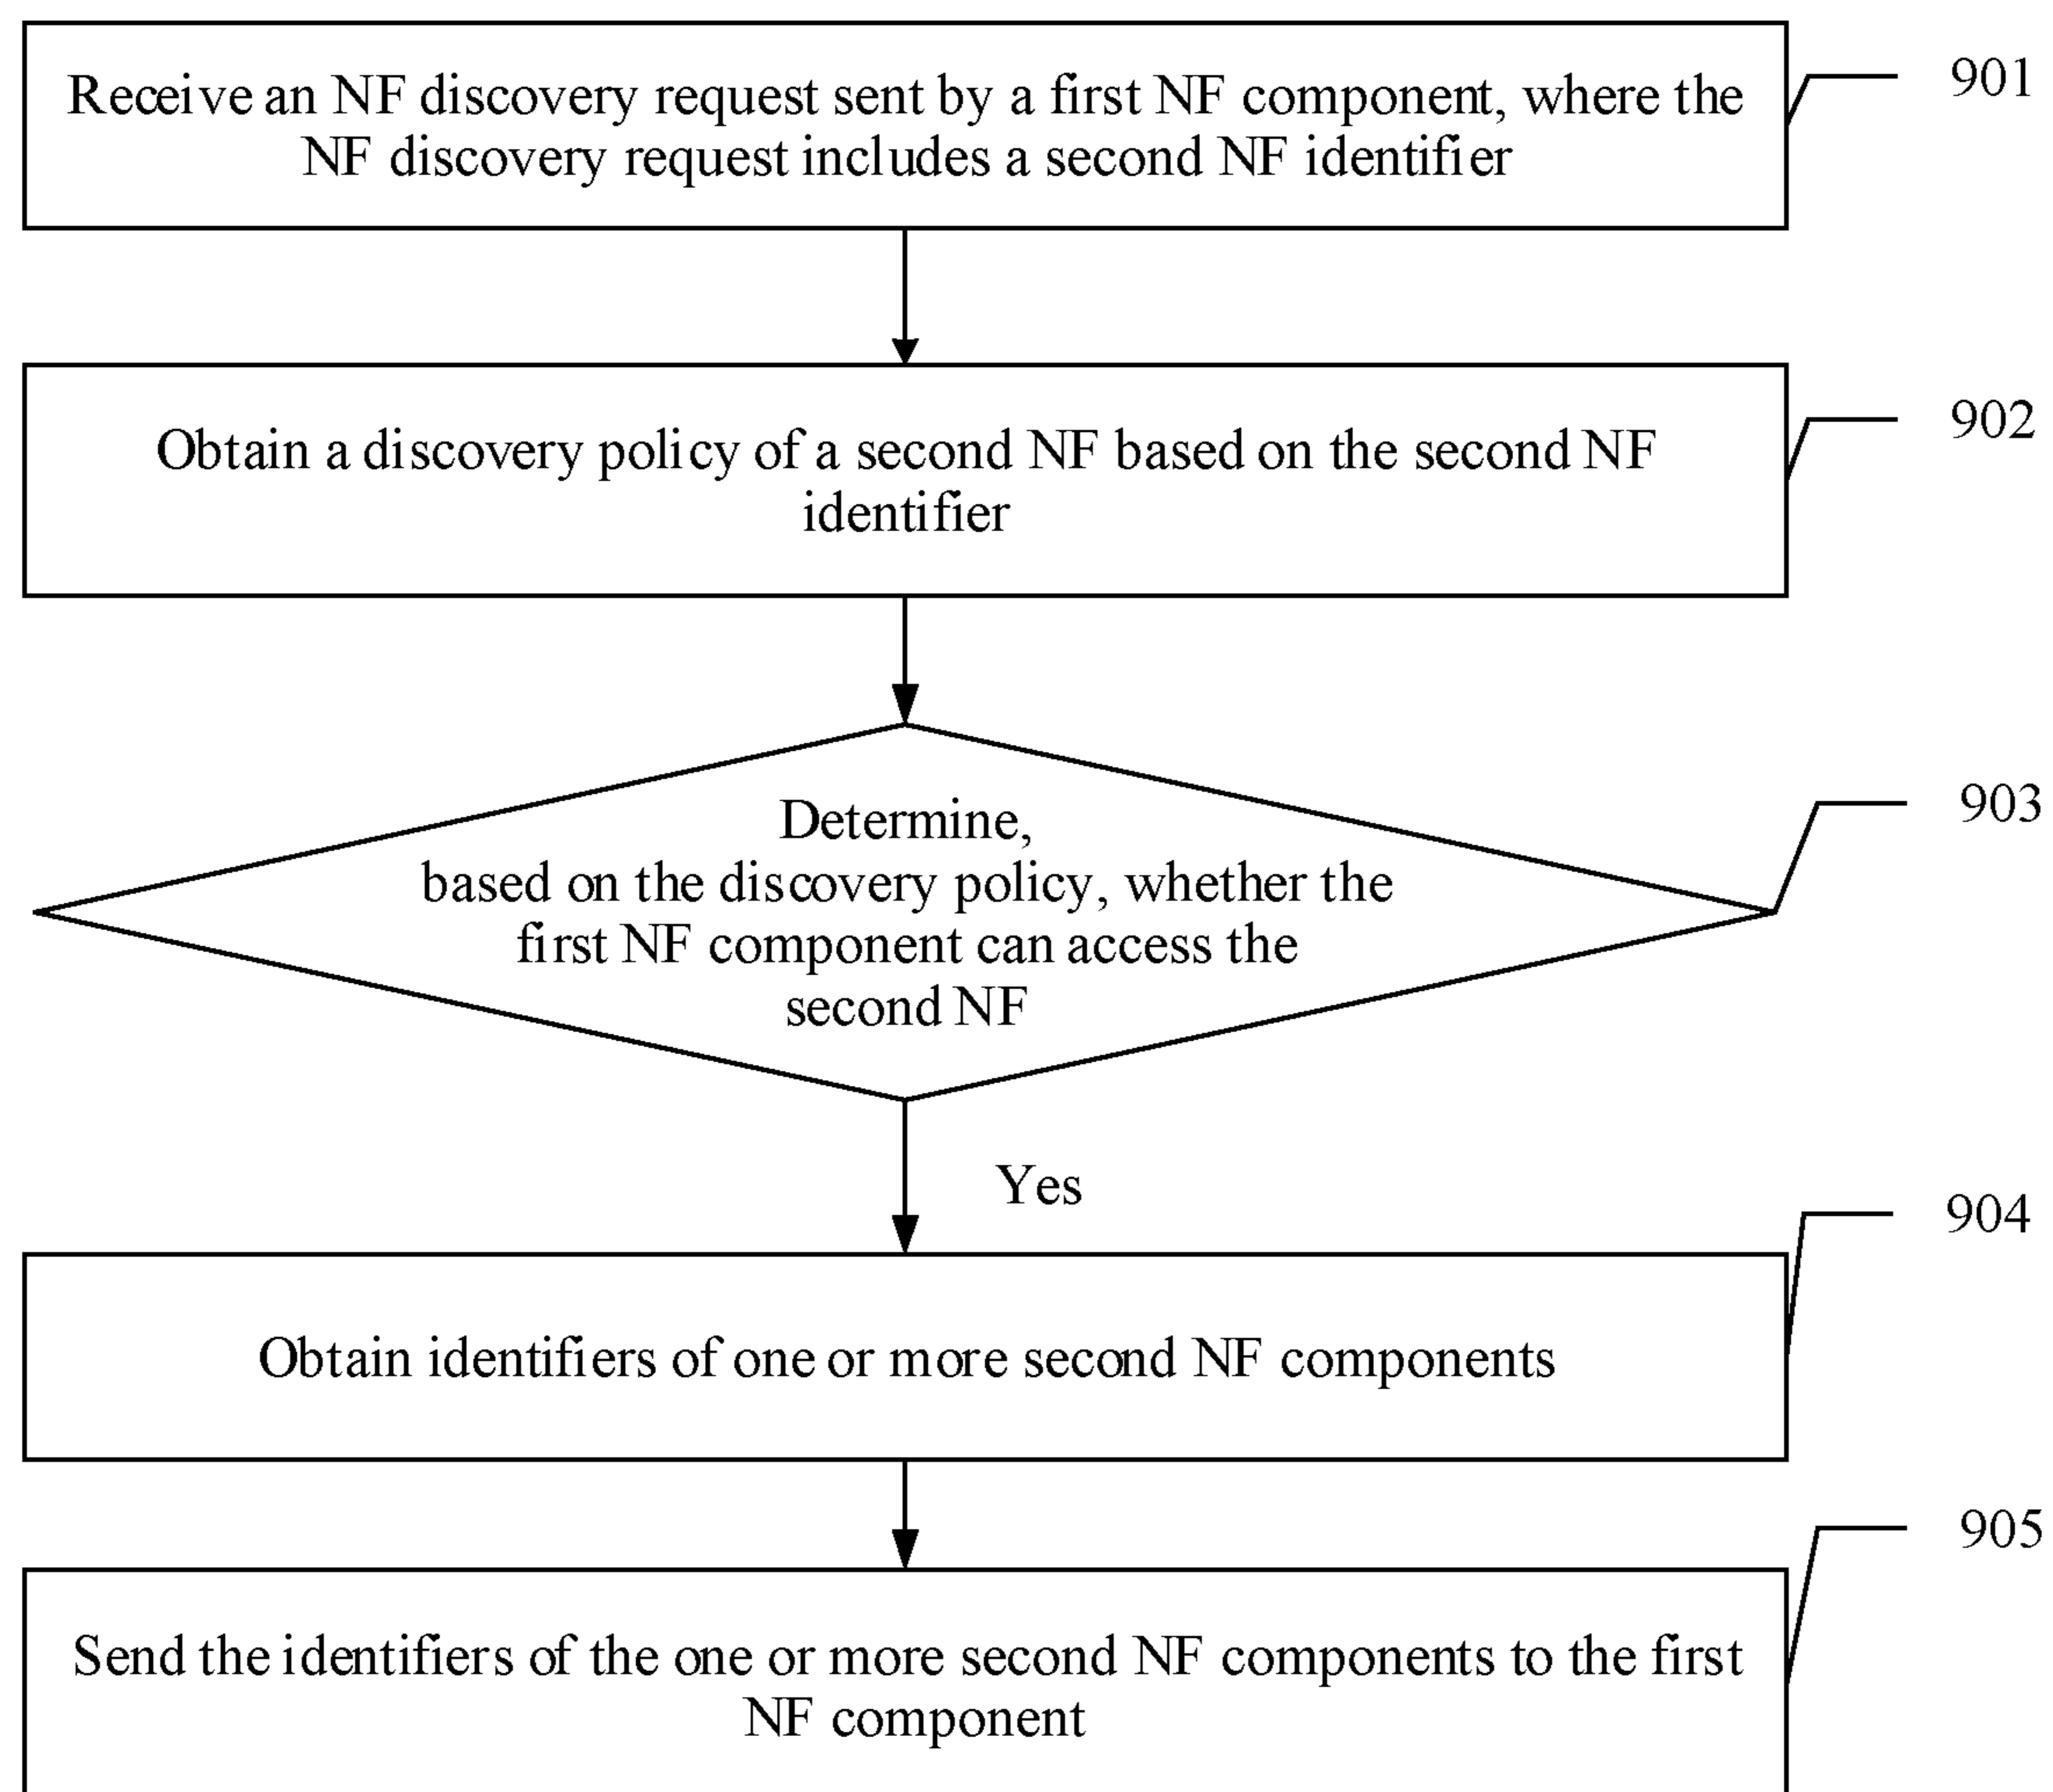 Receive an NF discovery request sent by a first NF component, where the
NF discovery request includes a second NF identifier
901
Obtain a discovery policy of a second NF based on the second NF
identifier
902
Determine,
based on the discovery policy, whether the
first NF component can access the
second NF
903
Yes
904
Obtain identifiers of one or more second NF components
905
Send the identifiers of the one or more second NF components to the first
NF component